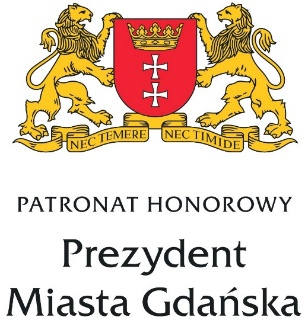 NEC TEMERE NEC TIMIDE
PATRONAT HONOROWY
Prezydent
Miasta Gdańska